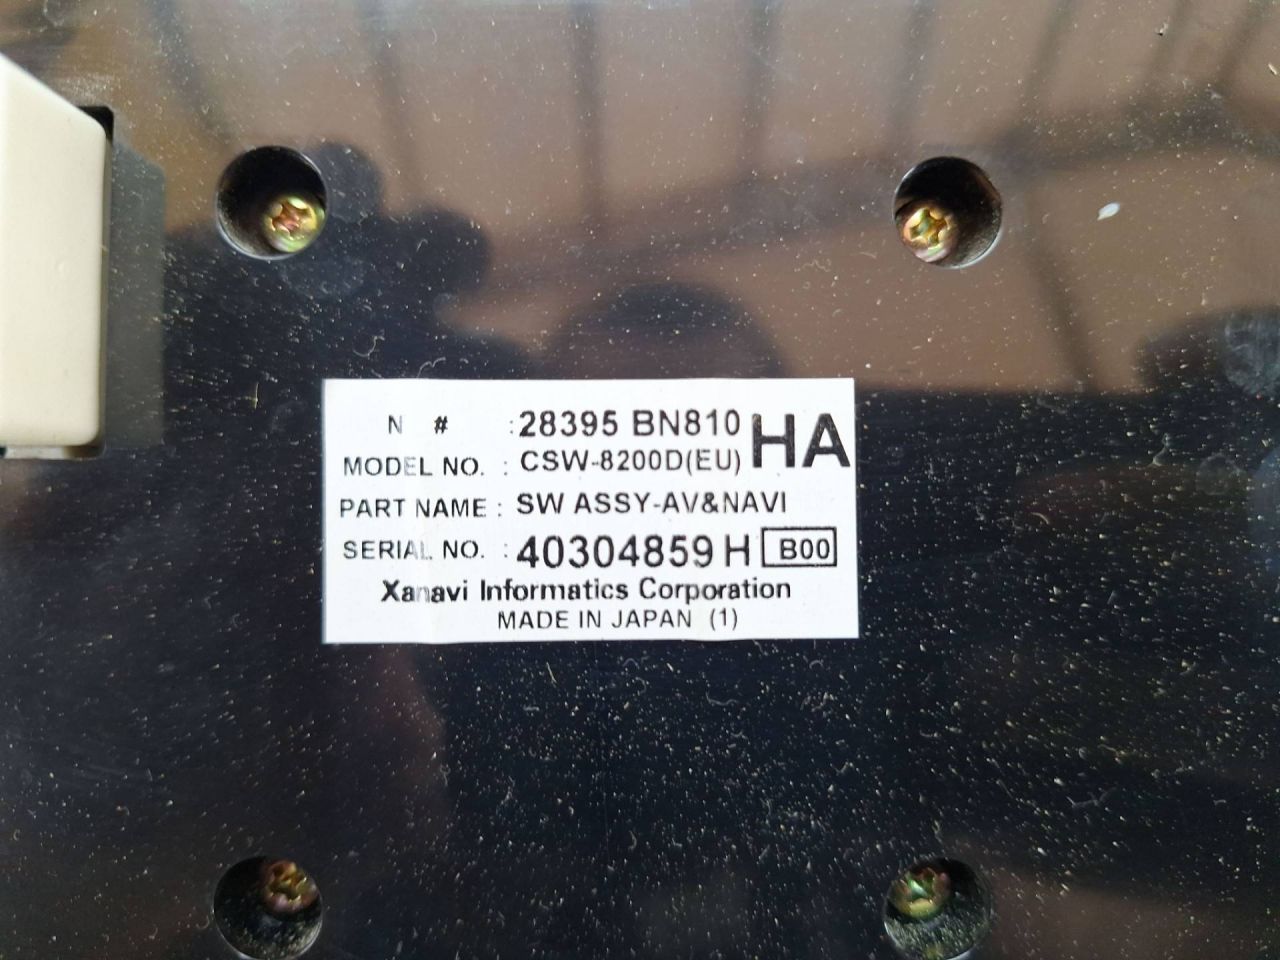 N # : 28395 BN810 HA
MODEL NO. : CSW-8200D(EU)
PART NAME : SW ASSY-AV&NAVI
SERIAL NO. : 40304859 H B00
Xanavi Informatics Corporation
MADE IN JAPAN (1)